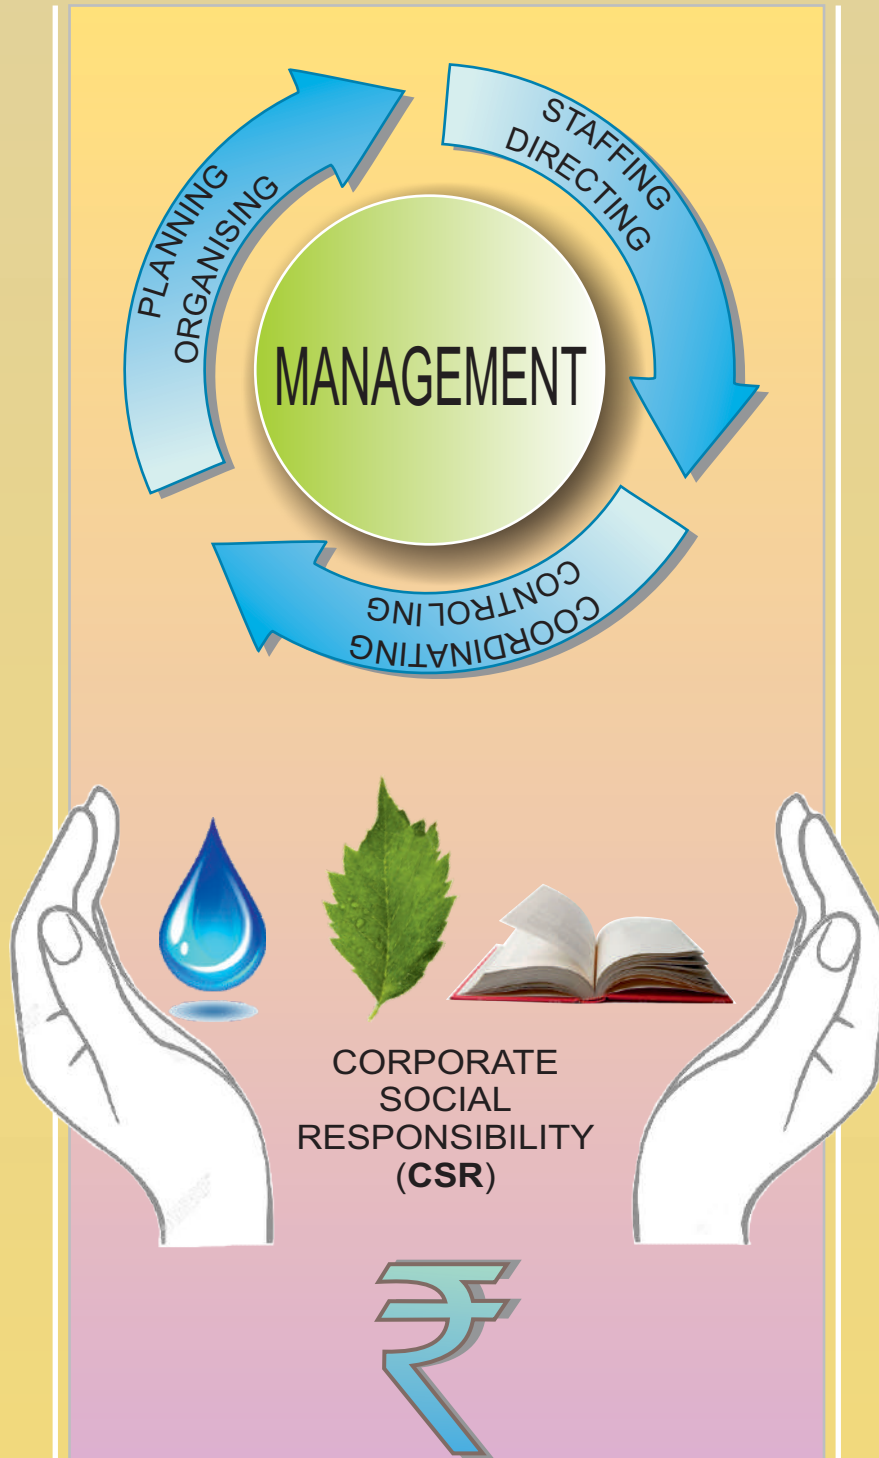 PLANNING
ORGANISING
STAFFING
DIRECTING
MANAGEMENT
COORDINATING
CONTROLING
CORPORATE
SOCIAL
RESPONSIBILITY
(CSR)
₹